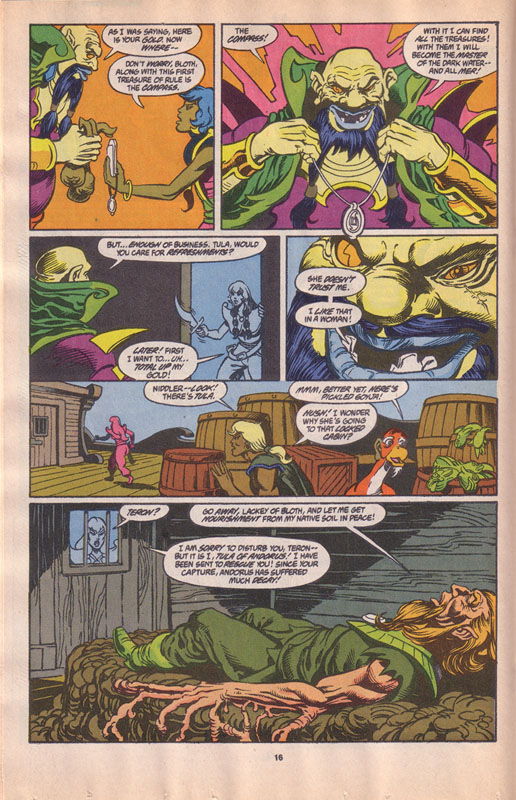 AS I WAS SAYING, HERE
IS YOUR GOLD. NOW
WHERE--
DON'T WORRY, BLOTH,
ALONG WITH THIS FIRST
TREASURE OF RULE IS
THE COMPASS.
THE
COMPASS!
WITH IT I CAN FIND
ALL THE TREASURES!
WITH THEM I WILL
BECOME THE MASTER
OF THE DARK WATER--
AND ALL MER!
BUT...ENOUGH OF BUSINESS. TULA, WOULD
YOU CARE FOR REFRESHMENTS?
LATER! FIRST
I WANT TO...UH...
TOTAL UP MY
GOLD!
SHE DOESN'T
TRUST ME.
I LIKE THAT
IN A WOMAN!
NIDDLER--LOOK!
THERE'S TULA.
MMM, BETTER YET, HERE'S
PICKLED GONJA!
HUSH! I WONDER
WHY SHE'S GOING
TO THAT LOCKED
CABIN?
TERON?
GO AWAY, LACKEY OF BLOTH, AND LET ME GET
NOURISHMENT FROM MY NATIVE SOIL IN PEACE!
I AM SORRY TO DISTURB YOU, TERON--
BUT IT IS I, TULA OF ANDORUS! I HAVE
BEEN SENT TO RESCUE YOU! SINCE YOUR
CAPTURE, ANDORUS HAS SUFFERED
MUCH DECAY!
16